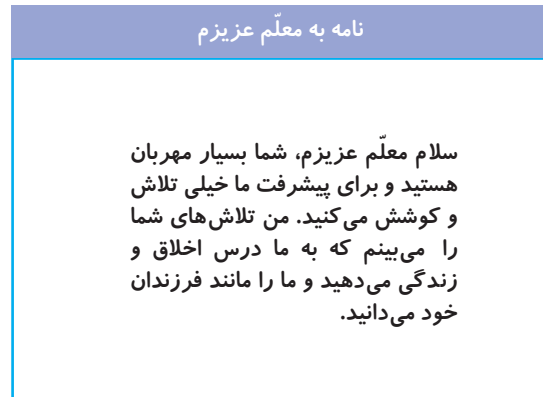 نامه به معلّم عزیزم
سلام معلّم عزیزم، شما بسیار مهربان
هستید و برای پیشرفت ما خیلی تلاش
و کوشش می‌کنید. من تلاش‌های شما
را می‌بینم که به ما درس اخلاق و
زندگی می‌دهید و ما را مانند فرزندان
خود می‌دانید.